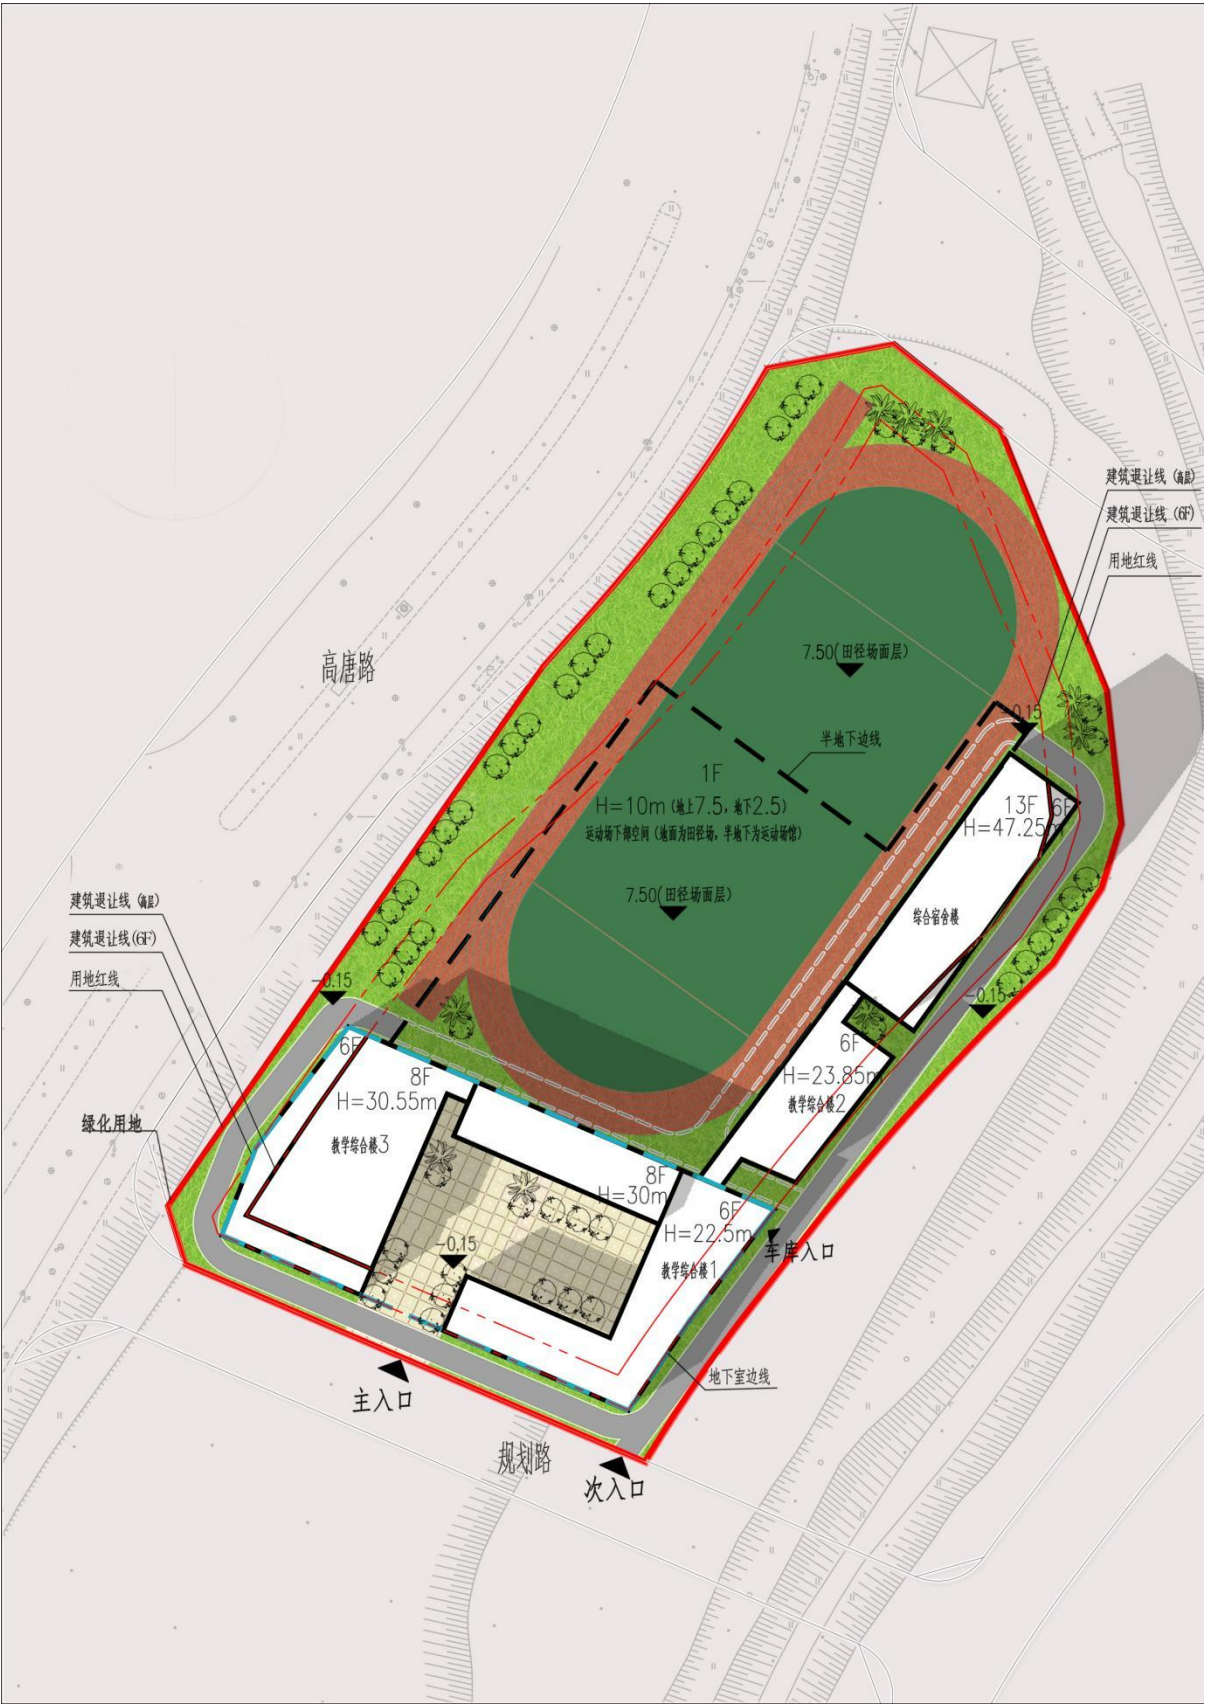 建筑退让线（高层）
建筑退让线（6F）
用地红线
高唐路
7.50(田径场面层)
-0.15
半地下边线
1F
H=10m（地上7.5，地下2.5）
运动场下部空间（地面为田径场，半地下为运动场馆）
13F
6F
H=47.25m
7.50(田径场面层)
综合宿舍楼
建筑退让线（高层）
建筑退让线(6F)
用地红线
-0.15
-0.15
6F
8F
H=30.55m
6F
H=23.85m
教学综合楼2
绿化用地
教学综合楼3
8F
H=30m
6F
H=22.5m
教学综合楼1
-0.15
车库入口
地下室边线
主入口
规划路
次入口